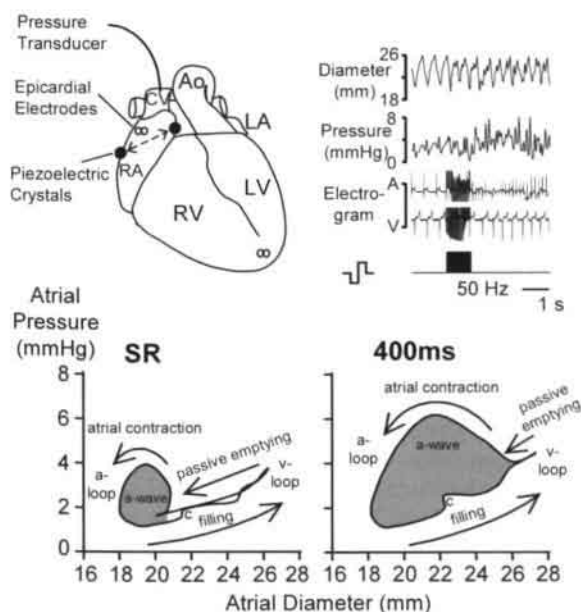 Pressure
Transducer
Epicardial
Electrodes
Piezoelectric
Crystals
Ao
LA
RA
LV
RV
26
Diameter
(mm)
18
8
Pressure
(mmHg)
0
Electro-
gram
A
V
50 Hz
1 s
Atrial
Pressure
(mmHg)
SR
400ms
8
6
4
2
0
atrial contraction
a-
loop
a-wave
passive emptying
v-
loop
c
filling
16 18 20 22 24 26 28
atrial contraction
passive
emptying
a-
loop
a-wave
v-
loop
c
filling
16 18 20 22 24 26 28
Atrial Diameter (mm)